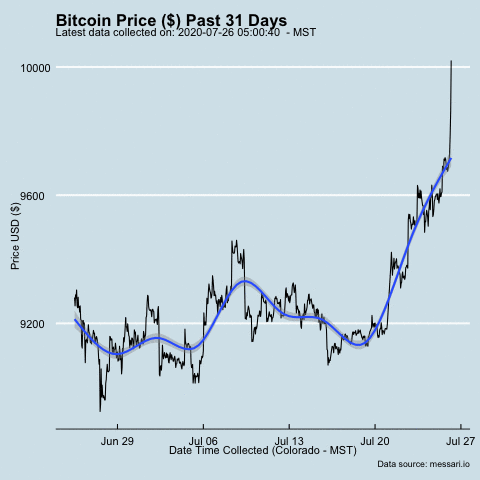 Bitcoin Price ($) Past 31 Days
Latest data collected on: 2020-07-26 05:00:40  - MST
10000
9600
9200
Price USD ($)
Jun 29 Jul 06 Jul 13 Jul 20 Jul 27
Date Time Collected (Colorado - MST)
Data source: messari.io